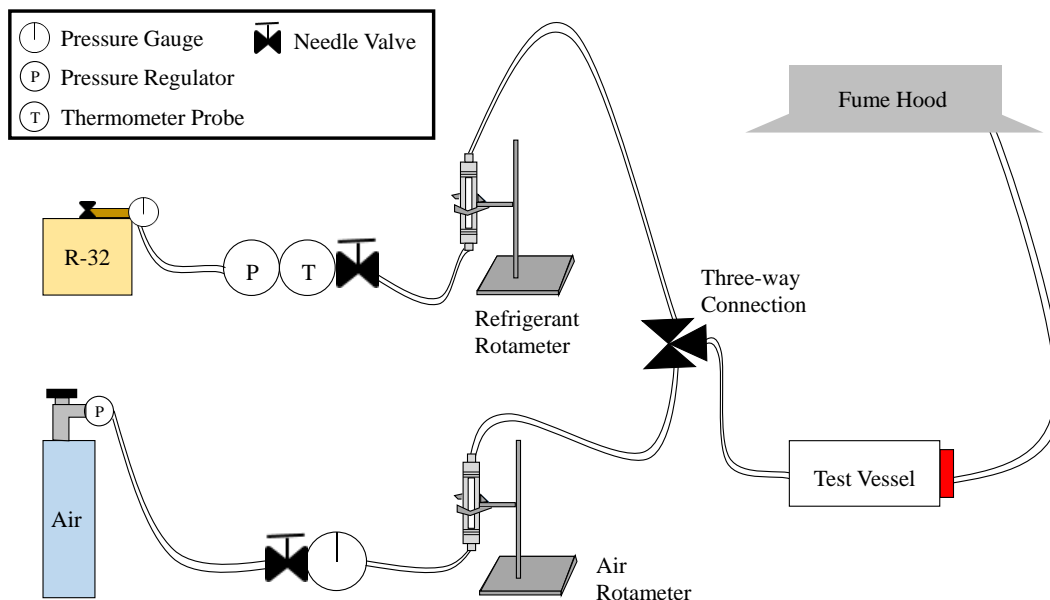 Pressure Gauge
Needle Valve
P
Pressure Regulator
T
Thermometer Probe
Fume Hood
R-32
P
T
Three-way
Connection
Refrigerant
Rotameter
P
Air
Test Vessel
Air
Rotameter